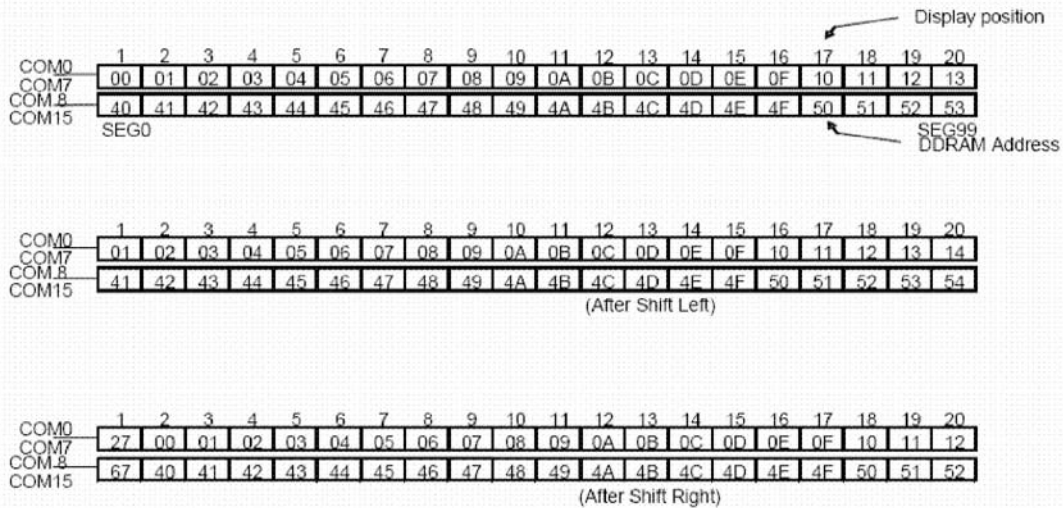 Display position
1 2 3 4 5 6 7 8 9 10 11 12 13 14 15 16 17 18 19 20
COM0
COM7
00 01 02 03 04 05 06 07 08 09 0A 0B 0C 0D 0E 0F 10 11 12 13
COM 8
COM15
40 41 42 43 44 45 46 47 48 49 4A 4B 4C 4D 4E 4F 50 51 52 53
SEG0 SEG99
DDRAM Address
1 2 3 4 5 6 7 8 9 10 11 12 13 14 15 16 17 18 19 20
COM0
COM7
01 02 03 04 05 06 07 08 09 0A 0B 0C 0D 0E 0F 10 11 12 13 14
COM 8
COM15
41 42 43 44 45 46 47 48 49 4A 4B 4C 4D 4E 4F 50 51 52 53 54
(After Shift Left)
1 2 3 4 5 6 7 8 9 10 11 12 13 14 15 16 17 18 19 20
COM0
COM7
27 00 01 02 03 04 05 06 07 08 09 0A 0B 0C 0D 0E 0F 10 11 12
COM 8
COM15
67 40 41 42 43 44 45 46 47 48 49 4A 4B 4C 4D 4E 4F 50 51 52
(After Shift Right)